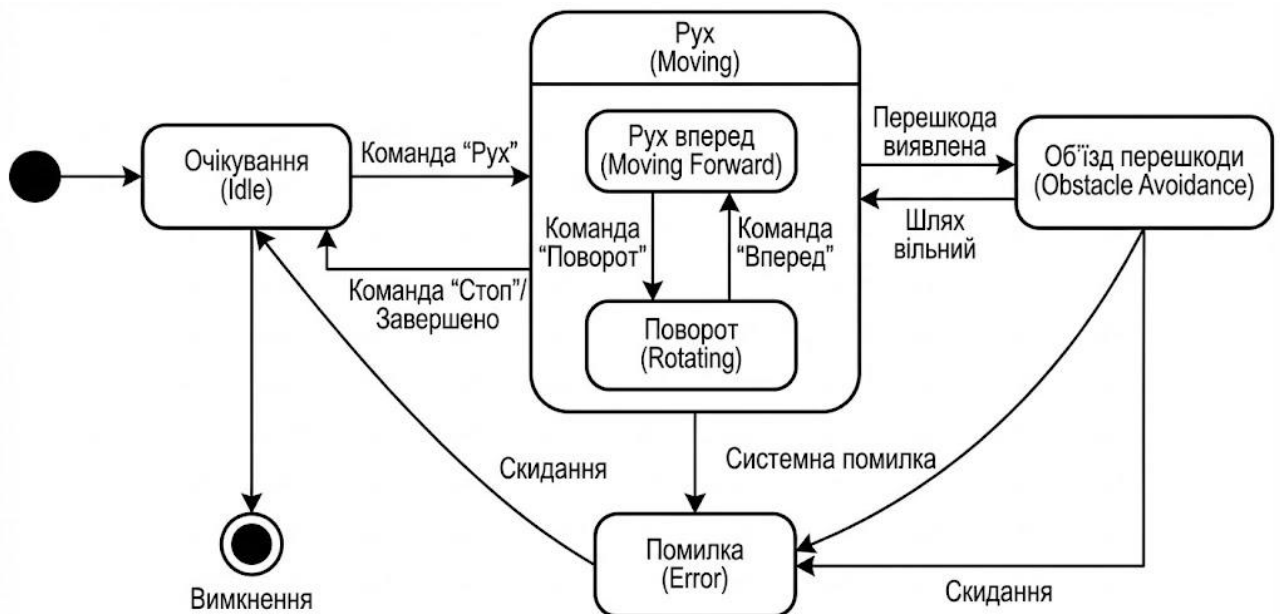 Рух
(Moving)
Рух вперед
(Moving Forward)
Перешкода
виявлена
Очікування
(Idle)
Команда “Рух”
Об’’їзд перешкоди
(Obstacle Avoidance)
Команда
“Поворот”
Команда
“Вперед”
Шлях
вільний
Команда “Стоп”/
Завершено
Поворот
(Rotating)
Скидання
Системна помилка
Помилка
(Error)
Скидання
Вимкнення